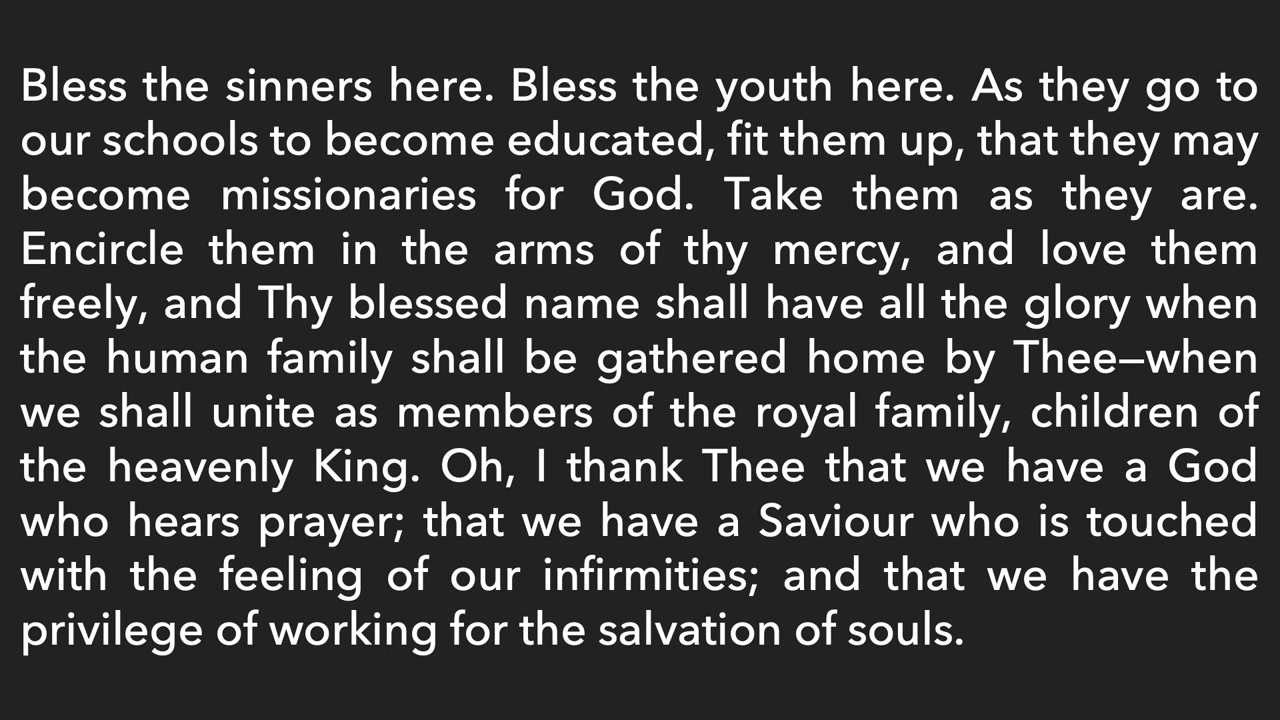 Bless the sinners here. Bless the youth here. As they go to
our schools to become educated, fit them up, that they may
become missionaries for God. Take them as they are.
Encircle them in the arms of thy mercy, and love them
freely, and Thy blessed name shall have all the glory when
the human family shall be gathered home by Thee—when
we shall unite as members of the royal family, children of
the heavenly King. Oh, I thank Thee that we have a God
who hears prayer; that we have a Saviour who is touched
with the feeling of our infirmities; and that we have the
privilege of working for the salvation of souls.